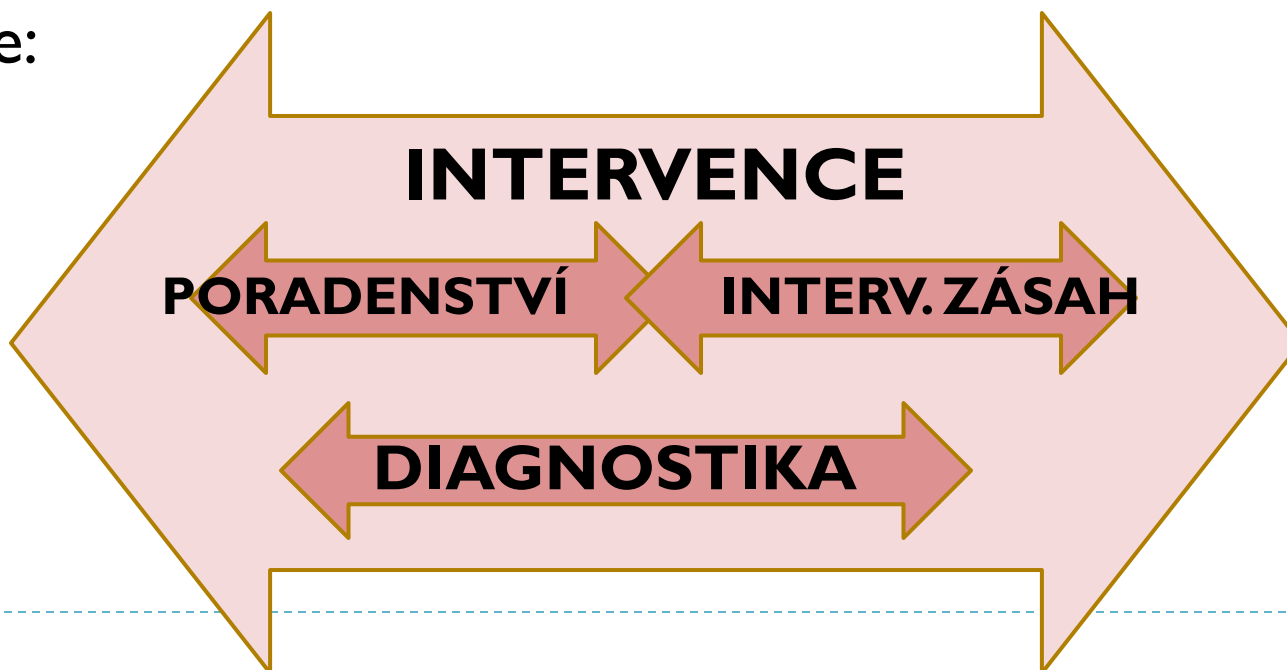 e:
INTERVENCE
PORADENSTVÍ
INTERV. ZÁSAH
DIAGNOSTIKA